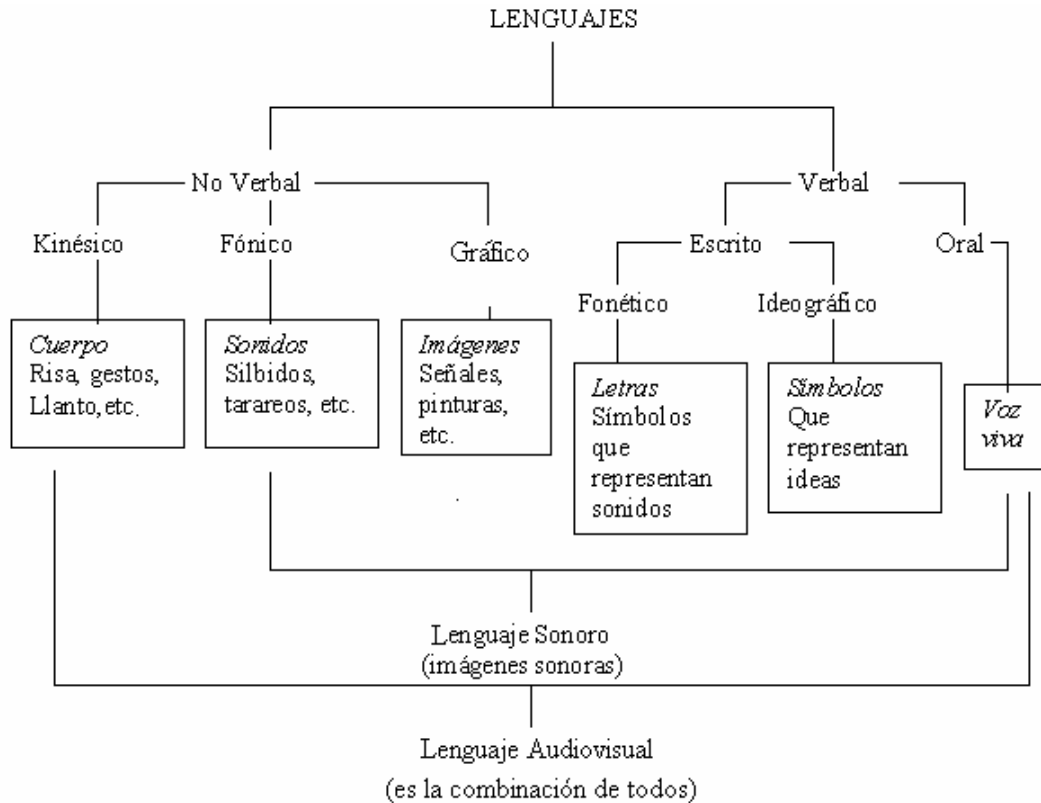 LENGUAJES
No Verbal
Verbal
Kinésico
Fónico
Gráfico
Escrito
Oral
Fonético
Ideográfico
Cuerpo
Risa, gestos,
Llanto, etc.
Sonidos
Silbidos,
tarareos, etc.
Imágenes
Señales,
pinturas,
etc.
Letras
Símbolos
que
representan
sonidos
Símbolos
Que
representan
ideas
Voz
viva
Lenguaje Sonoro
(imágenes sonoras)
Lenguaje Audiovisual
(es la combinación de todos)